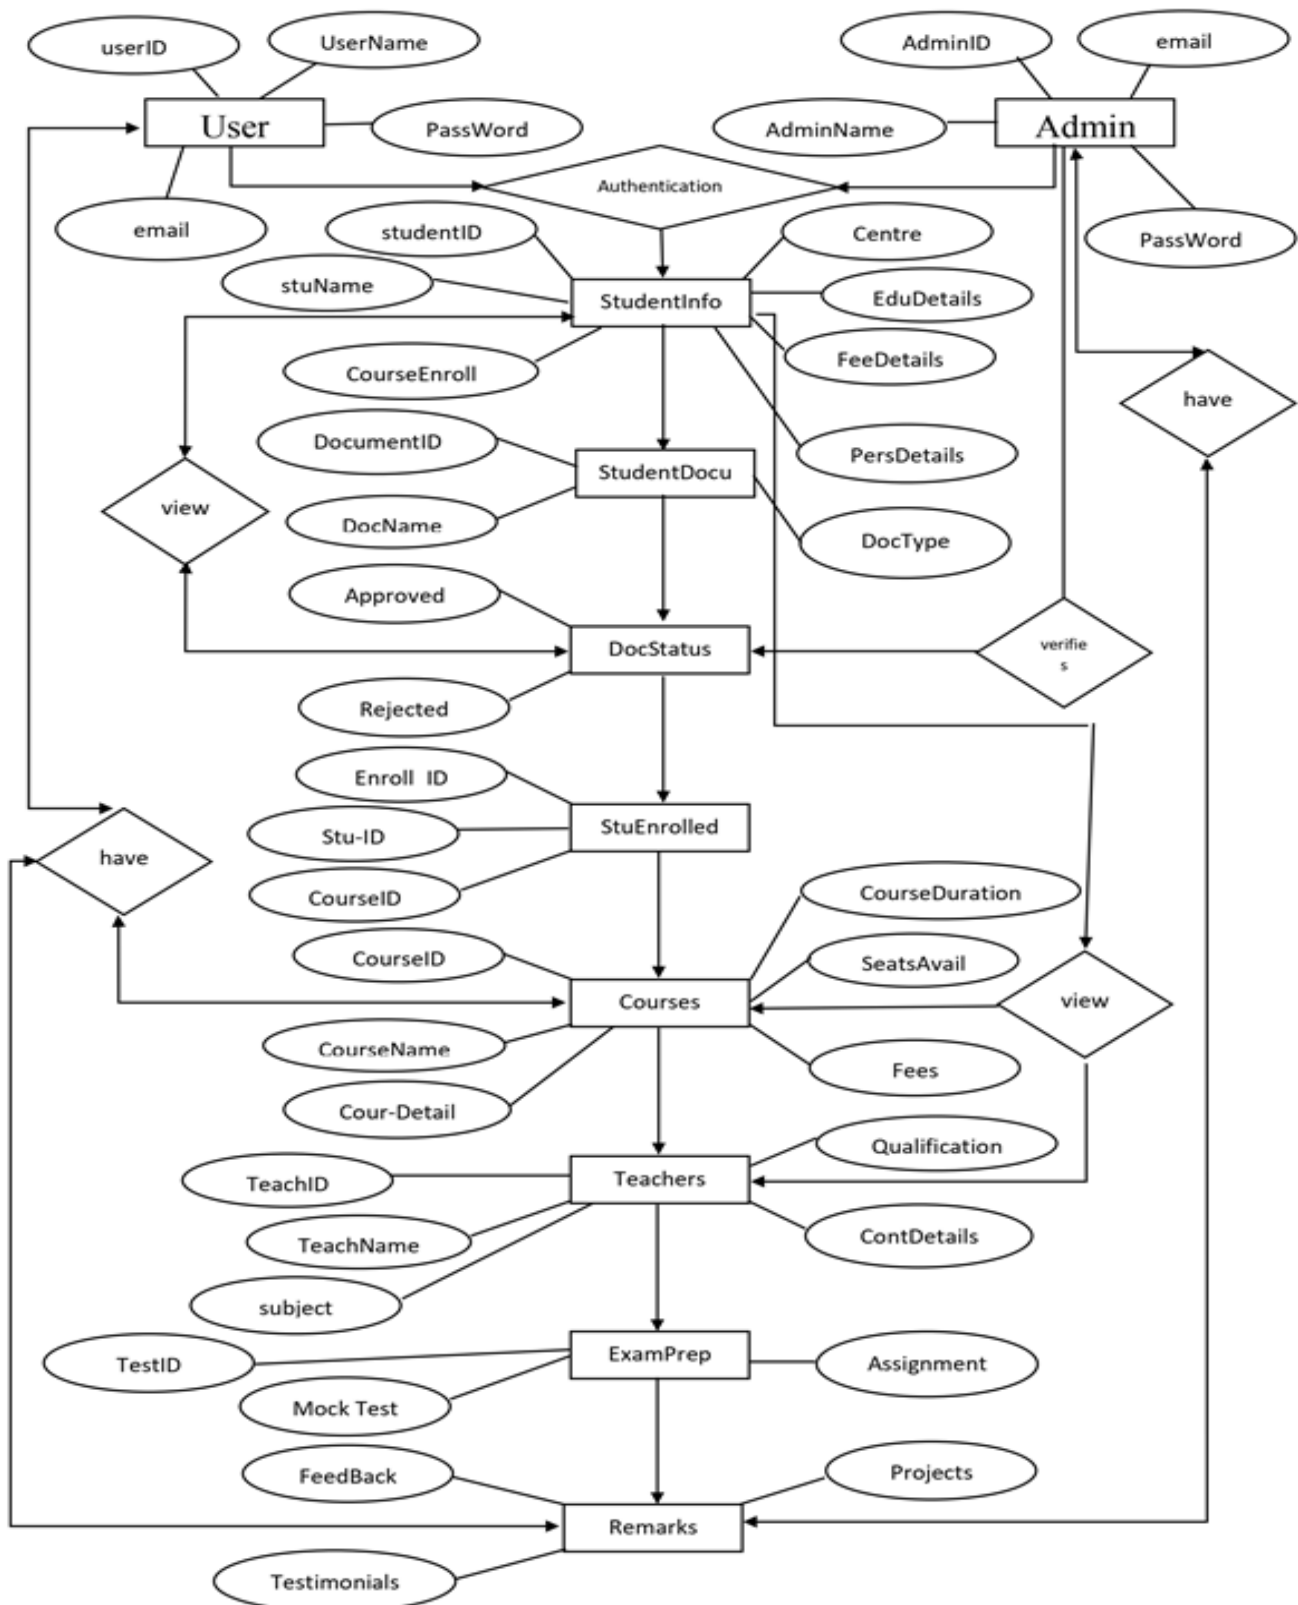 userID
UserName
AdminID
email
User
PassWord
AdminName
Admin
Authentication
email
studentID
Centre
PassWord
stuName
StudentInfo
EduDetails
CourseEnroll
FeeDetails
have
DocumentID
StudentDocu
PersDetails
view
DocName
DocType
Approved
DocStatus
verifie
s
Rejected
Enroll ID
Stu-ID
StuEnrolled
have
CourseID
CourseDuration
CourseID
SeatsAvail
Courses
view
CourseName
Fees
Cour-Detail
Qualification
TeachID
Teachers
TeachName
ContDetails
subject
TestID
ExamPrep
Assignment
Mock Test
FeedBack
Projects
Remarks
Testimonials